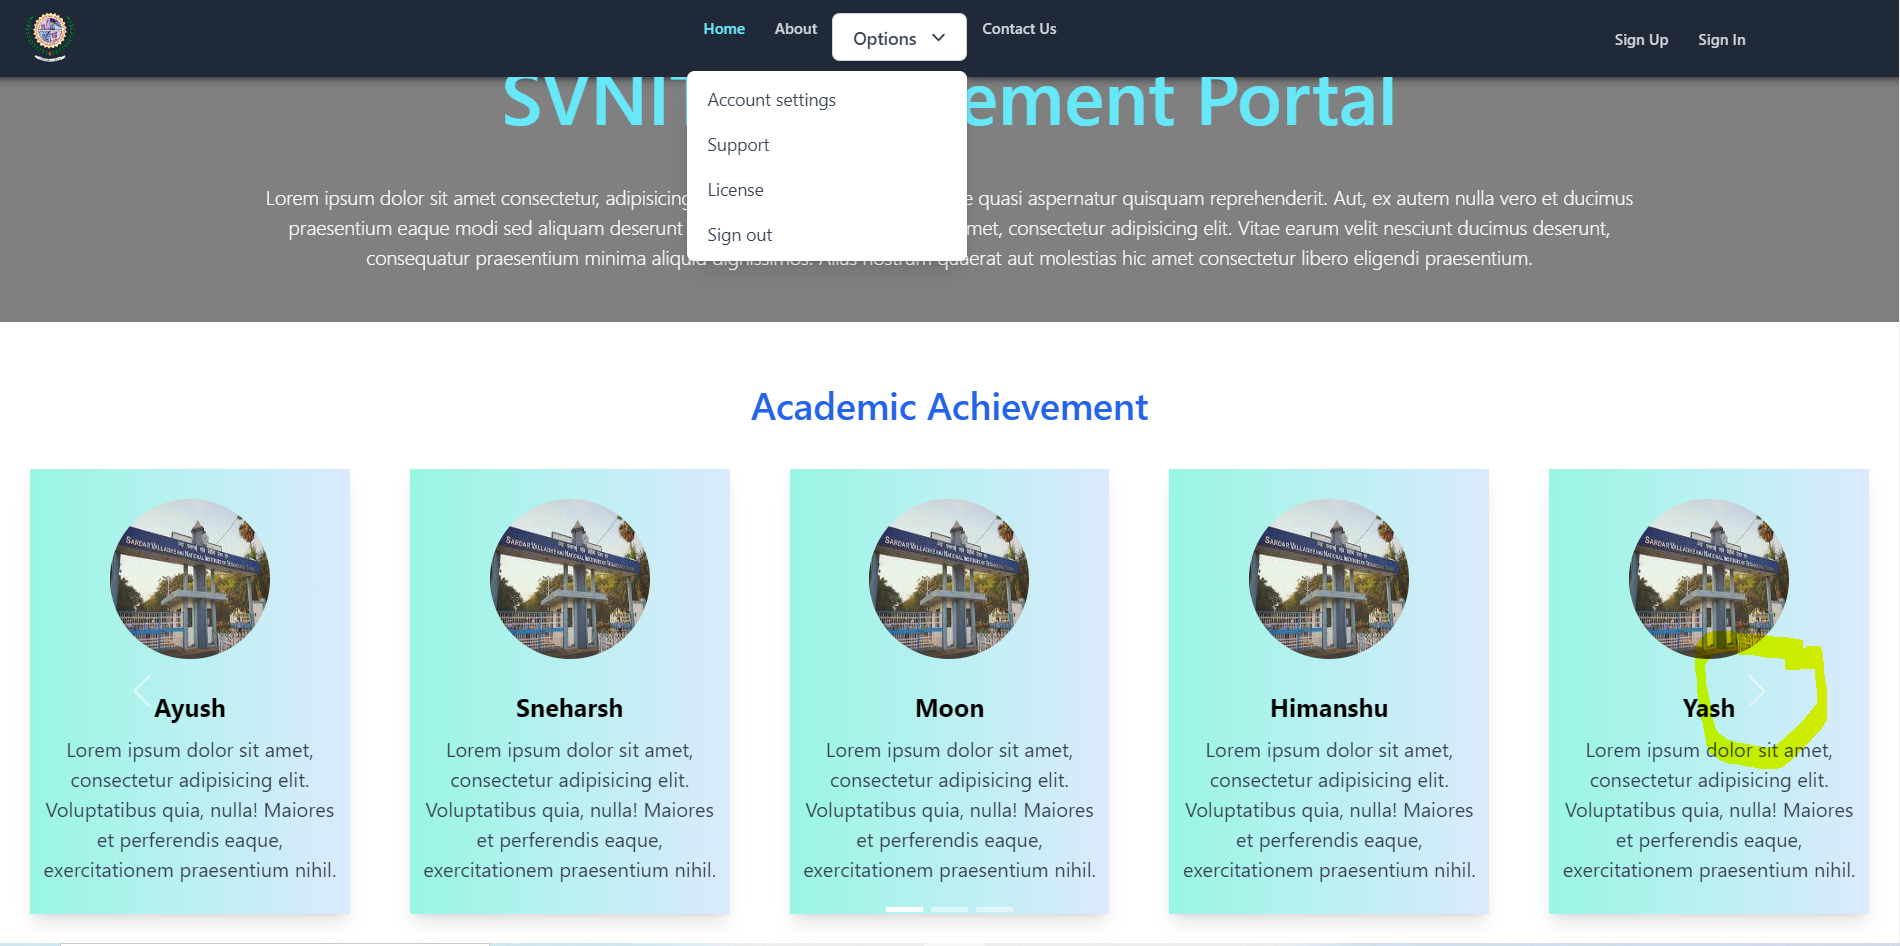 Home
About
Options
Contact Us
Sign Up
Sign In
Account settings
Support
License
Sign out
SVNIT ement Portal
Lorem ipsum dolor sit amet consectetur, adipisicing quasi aspernatur quisquam reprehenderit. Aut, ex autem nulla vero et ducimus
praesentium eaque modi sed aliquam deserunt met, consectetur adipisicing elit. Vitae earum velit nesciunt ducimus deserunt,
consequatur praesentium minima aliquid dignissimos. Alias nostrum quaerat aut molestias hic amet consectetur libero eligendi praesentium.
Academic Achievement
Ayush
Lorem ipsum dolor sit amet,
consectetur adipisicing elit.
Voluptatibus quia, nulla! Maiores
et perferendis eaque,
exercitationem praesentium nihil.
Sneharsh
Lorem ipsum dolor sit amet,
consectetur adipisicing elit.
Voluptatibus quia, nulla! Maiores
et perferendis eaque,
exercitationem praesentium nihil.
Moon
Lorem ipsum dolor sit amet,
consectetur adipisicing elit.
Voluptatibus quia, nulla! Maiores
et perferendis eaque,
exercitationem praesentium nihil.
Himanshu
Lorem ipsum dolor sit amet,
consectetur adipisicing elit.
Voluptatibus quia, nulla! Maiores
et perferendis eaque,
exercitationem praesentium nihil.
Yash
Lorem ipsum dolor sit amet,
consectetur adipisicing elit.
Voluptatibus quia, nulla! Maiores
et perferendis eaque,
exercitationem praesentium nihil.